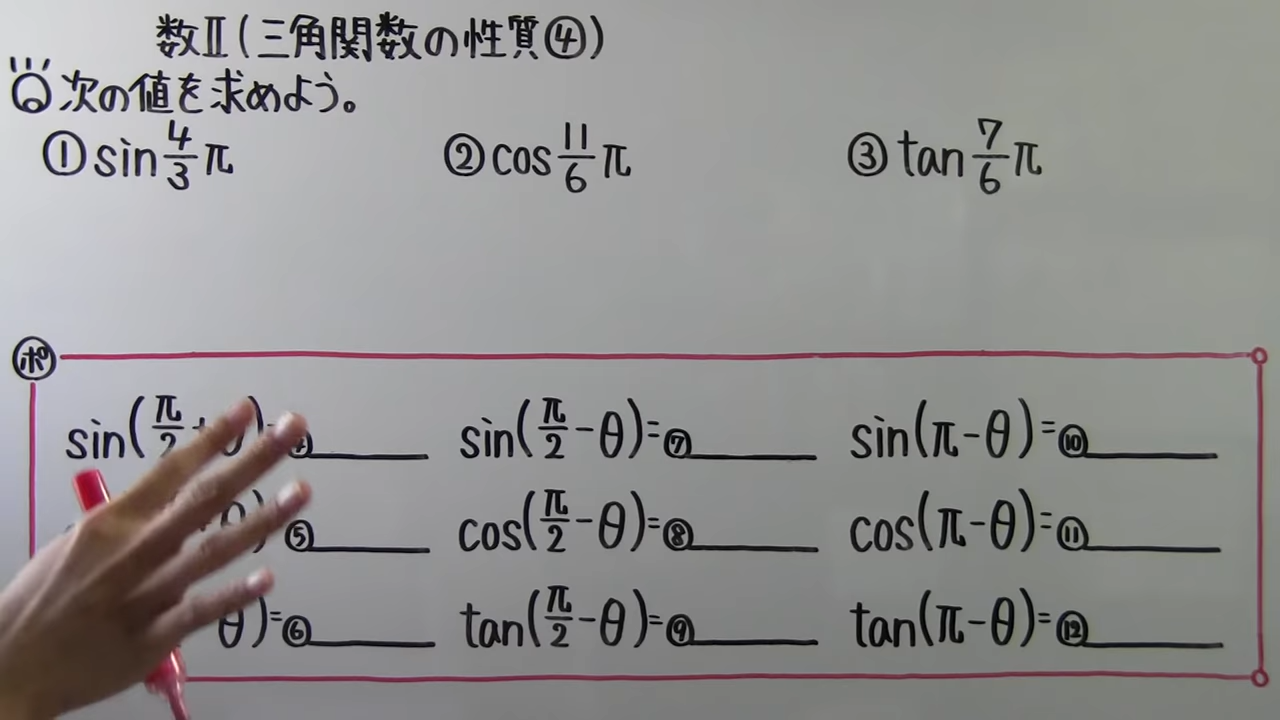 数Ⅱ(三角関数の性質④)
Q次の値を求めよう。
①sin4/3π ②cos11/6π ③tan7/6π
ポ
sin(π/2+θ)=④ sin(π/2-θ)=⑦ sin(π-θ)=⑩
θ)=⑤ cos(π/2-θ)=⑧ cos(π-θ)=⑪
θ)=⑥ tan(π/2-θ)=⑨ tan(π-θ)=⑫